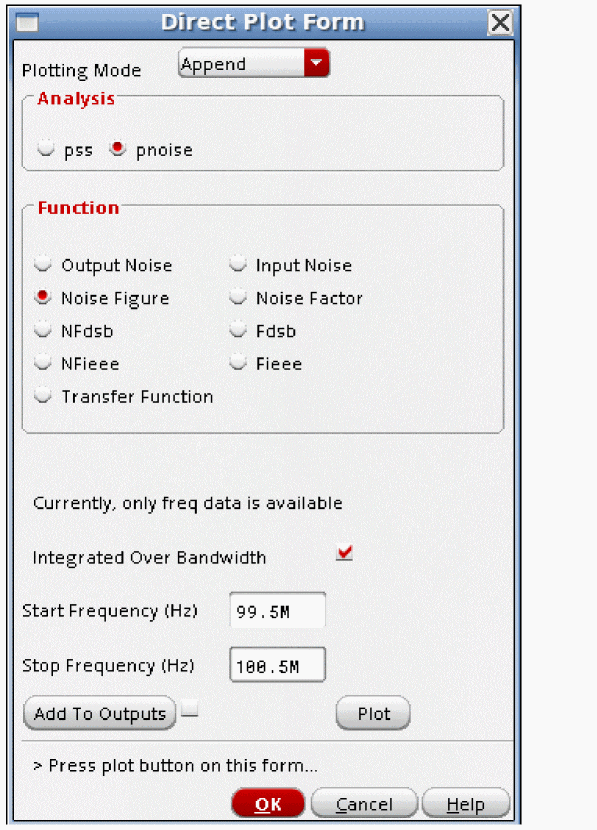 Direct Plot Form
Plotting Mode Append
Analysis
pss pnoise
Function
Output Noise Input Noise
Noise Figure Noise Factor
NFdsb Fdsb
NFieee Fieee
Transfer Function
Currently, only freq data is available
Integrated Over Bandwidth
Start Frequency (Hz) 99.5M
Stop Frequency (Hz) 100.5M
Add To Outputs Plot
> Press plot button on this form...
OK Cancel Help